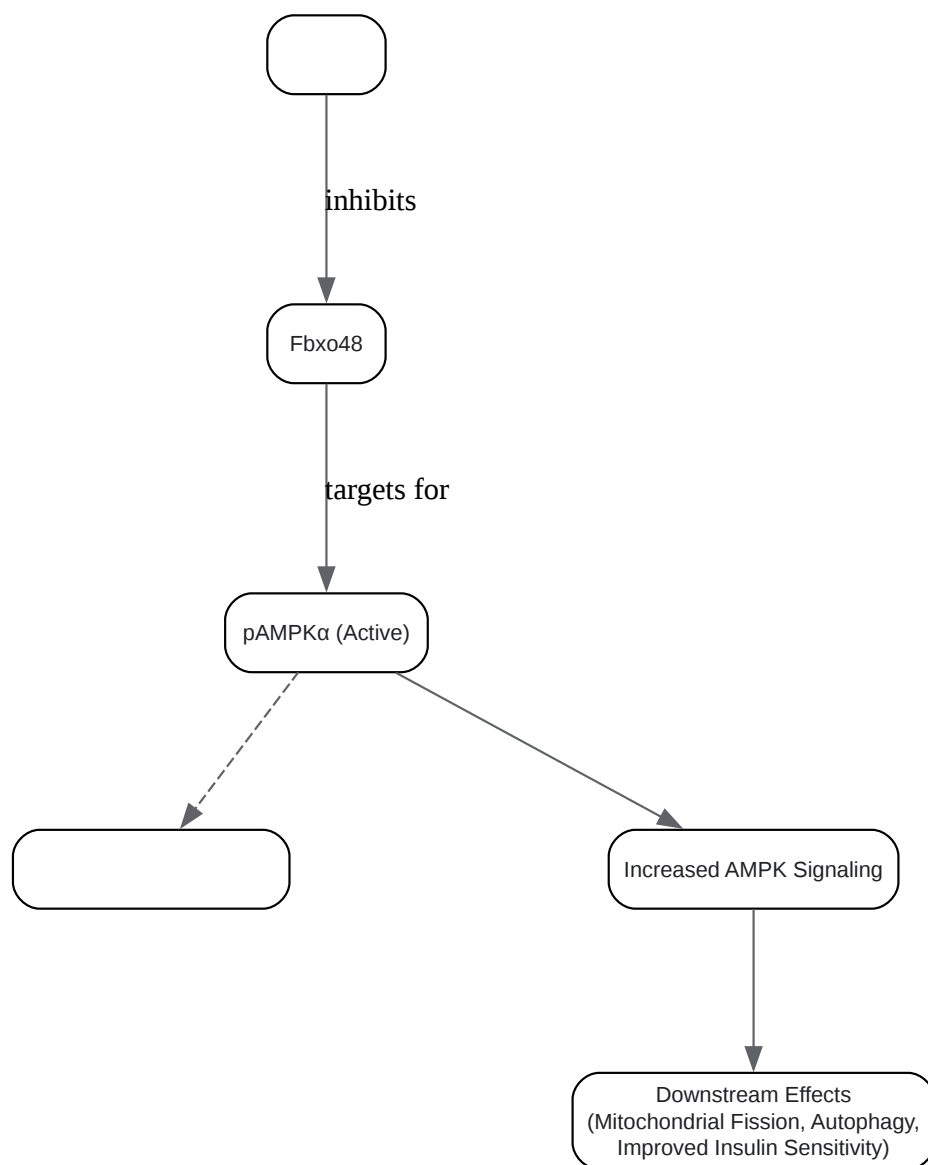 inhibits
Fbxo48
targets for
pAMPKα (Active)
Increased AMPK Signaling
Downstream Effects
(Mitochondrial Fission, Autophagy,
Improved Insulin Sensitivity)